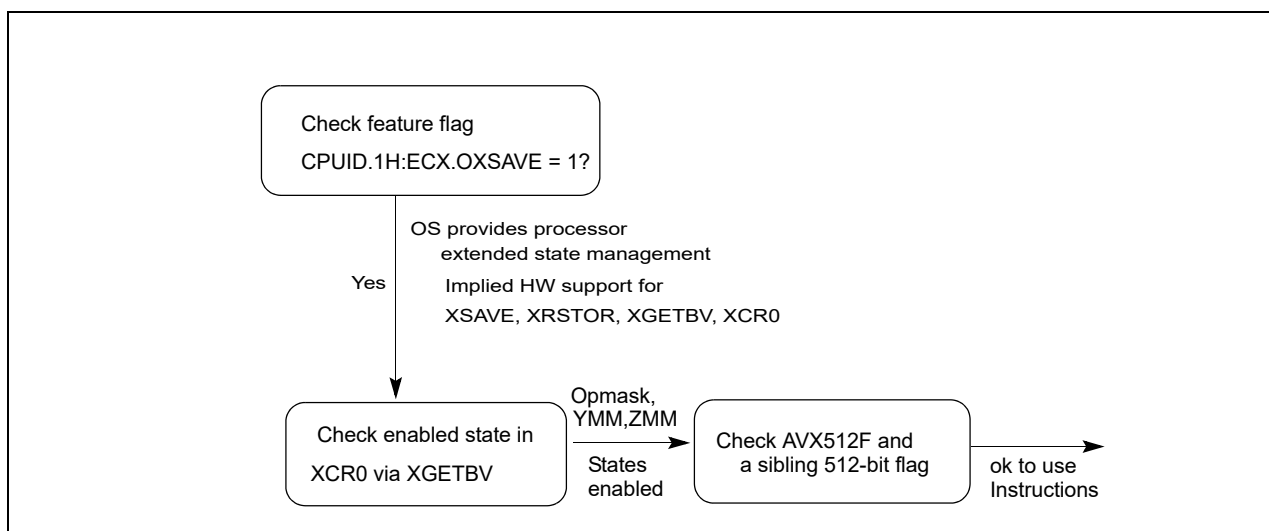 Check feature flag
CPUID.1H:ECX.OXSAVE = 1?
OS provides processor
extended state management
Yes
Implied HW support for
XSAVE, XRSTOR, XGETBV, XCR0
Check enabled state in
XCR0 via XGETBV
Opmask,
YMM,ZMM
States
enabled
Check AVX512F and
a sibling 512-bit flag
ok to use
Instructions